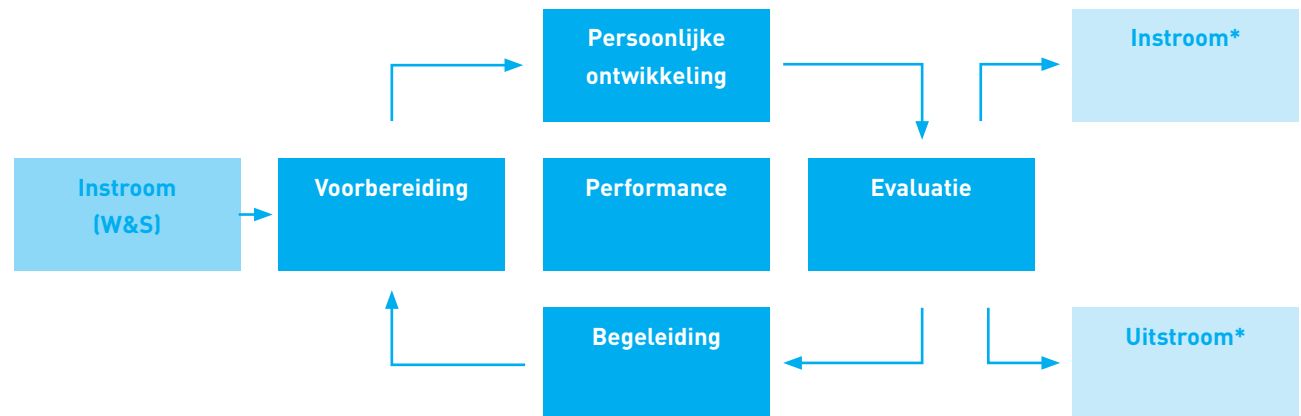 Persoonlijke
ontwikkeling
Instroom*
Instroom
(W&S)
Voorbereiding
Performance
Evaluatie
Begeleiding
Uitstroom*